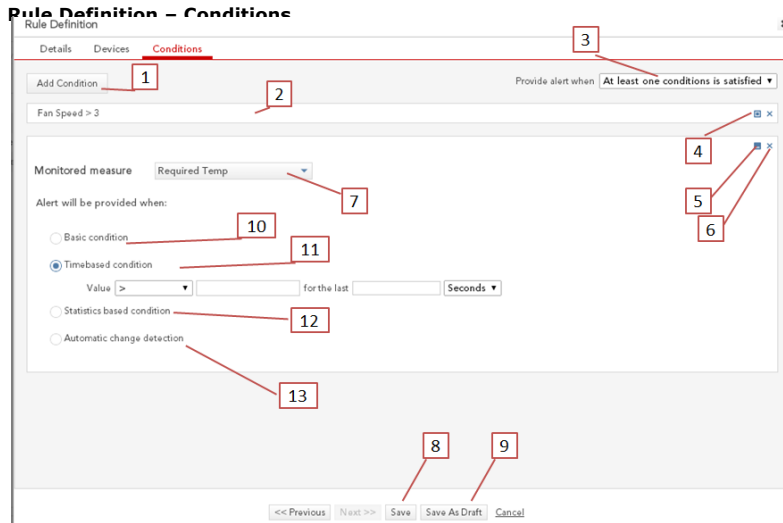 Rule Definition – Conditions
Rule Definition
Details Devices Conditions
3
Add Condition 1 Provide alert when At least one conditions is satisfied
2
Fan Speed > 3
4
Monitored measure Required Temp
7 5
Alert will be provided when:
6
10
Basic condition
11
Timebased condition
Value > for the last Seconds
Statistics based condition
12
Automatic change detection
13
8 9
<< Previous Next >> Save Save As Draft Cancel